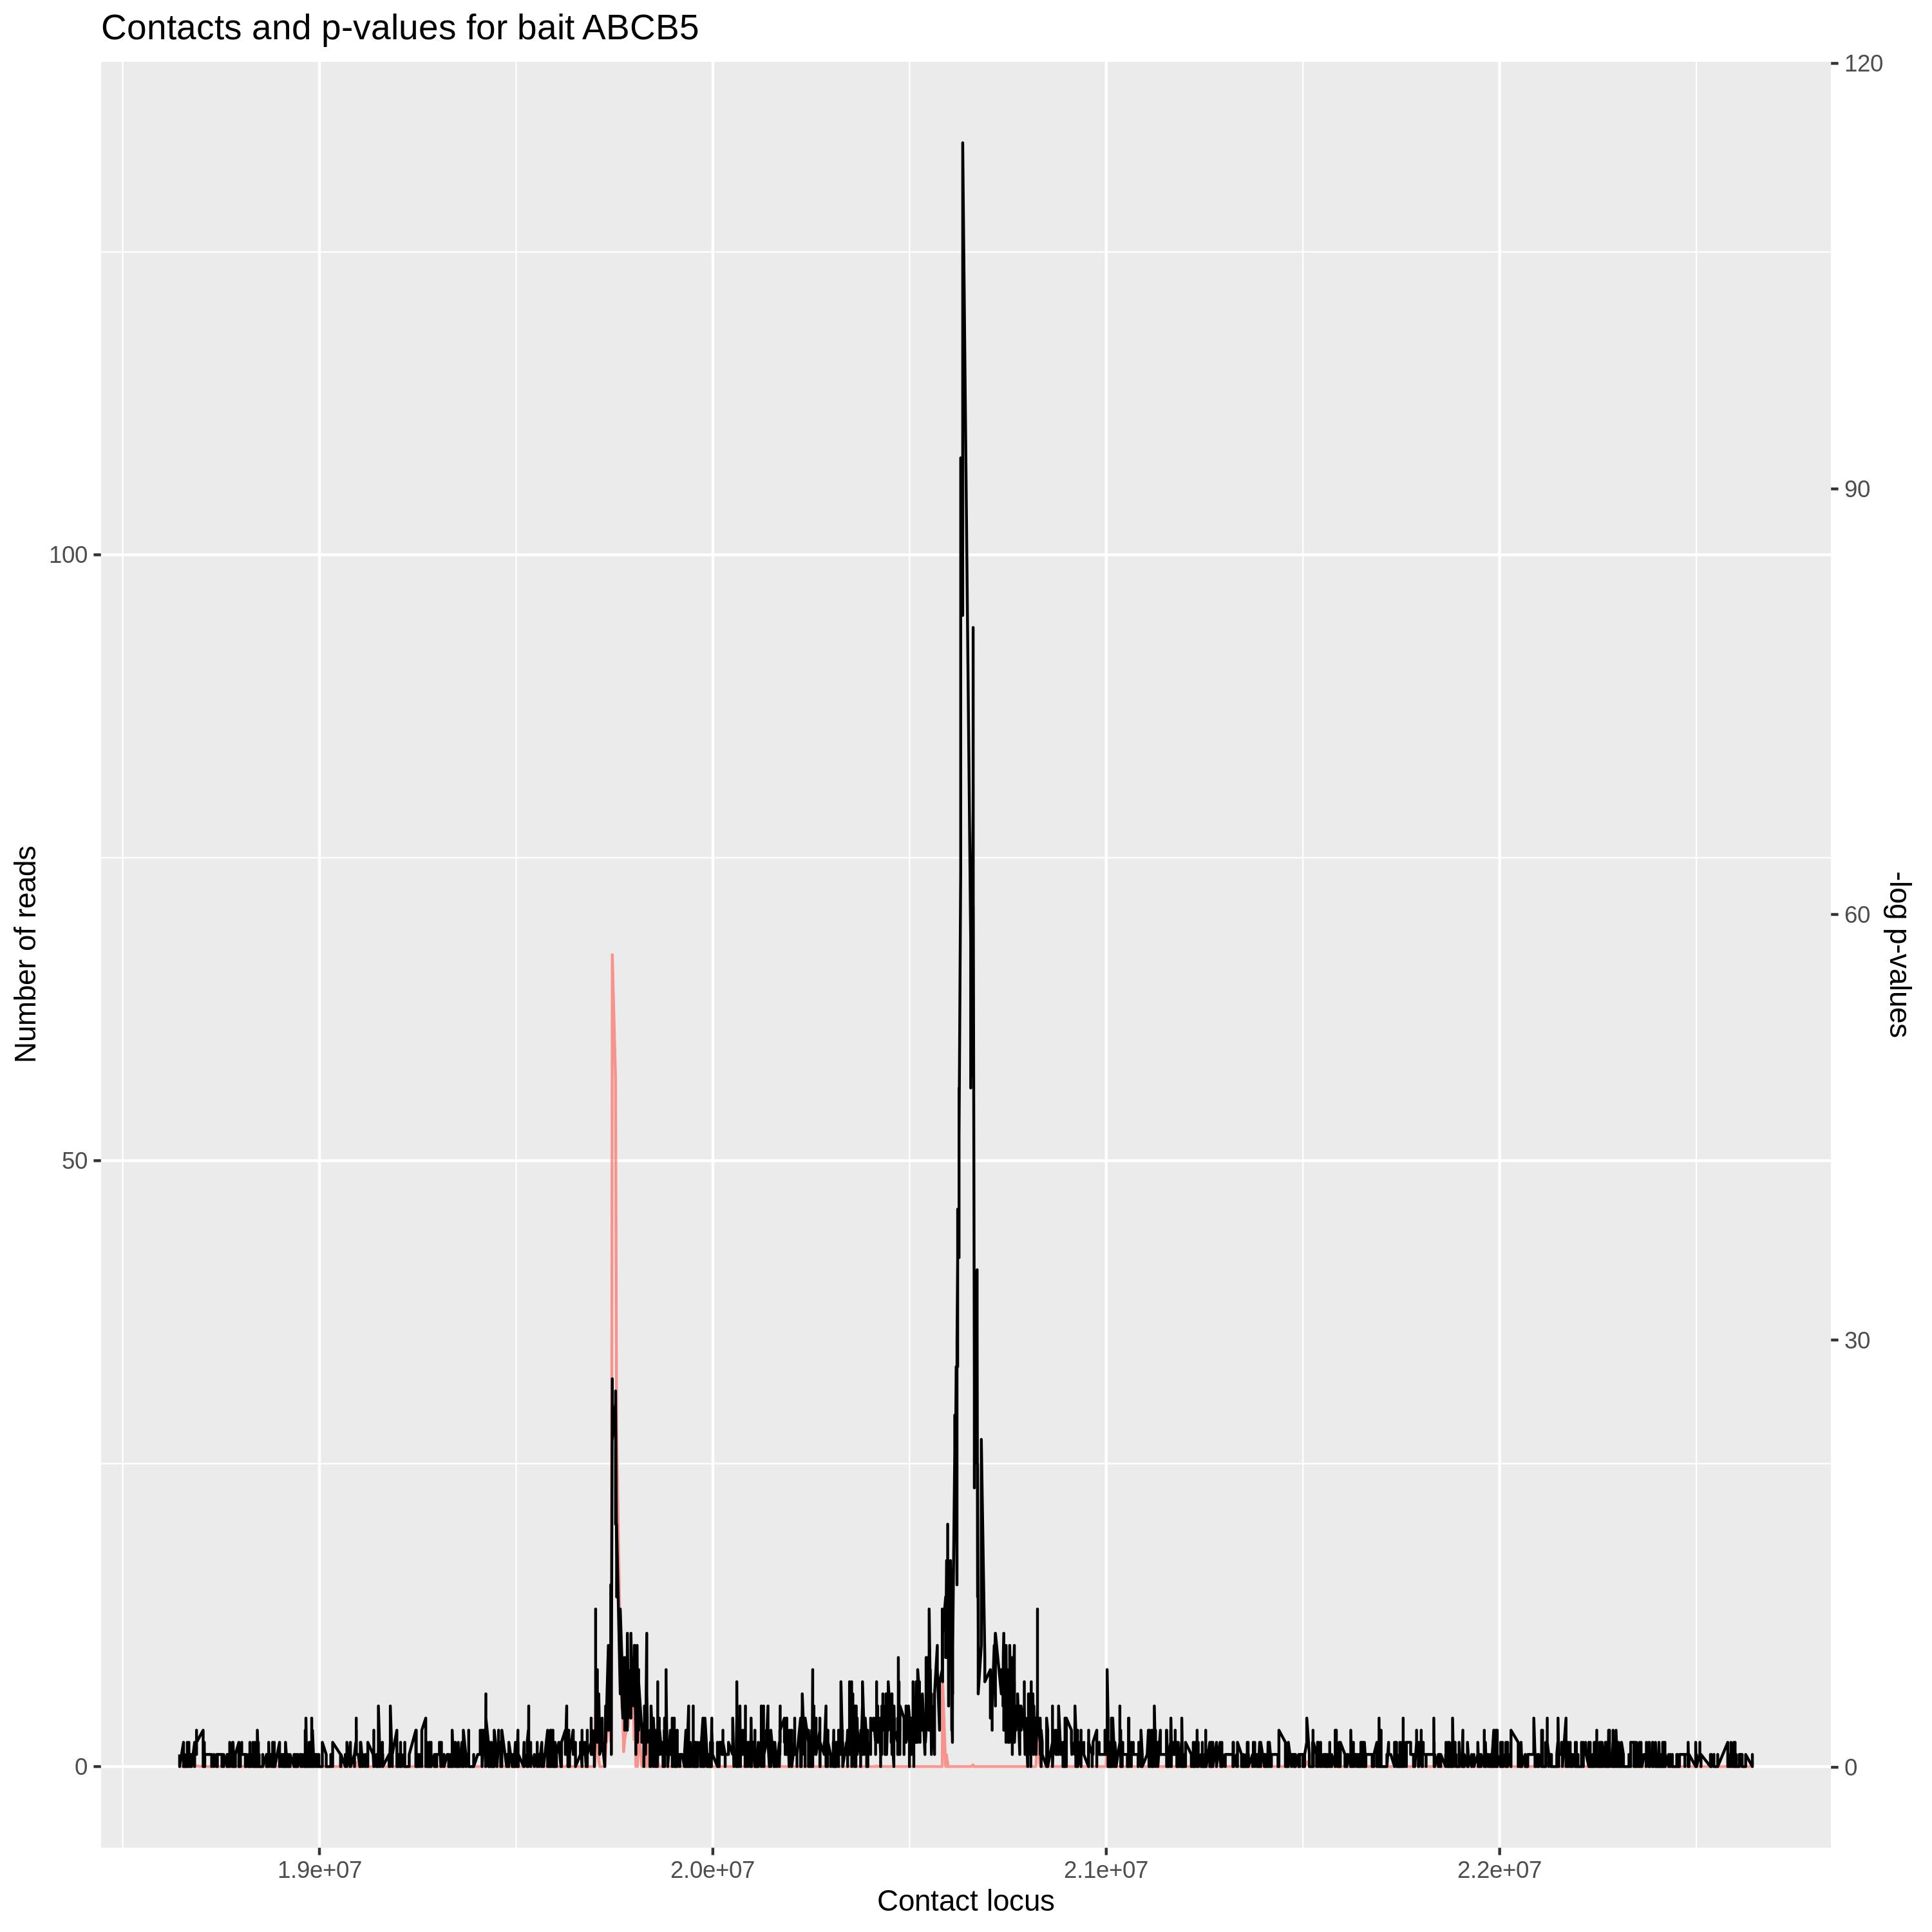 Contacts and p-values for bait ABCB5
120
90
60
30
0
100
50
0
Number of reads
-log p-values
1.9e+07
2.0e+07
2.1e+07
2.2e+07
Contact locus